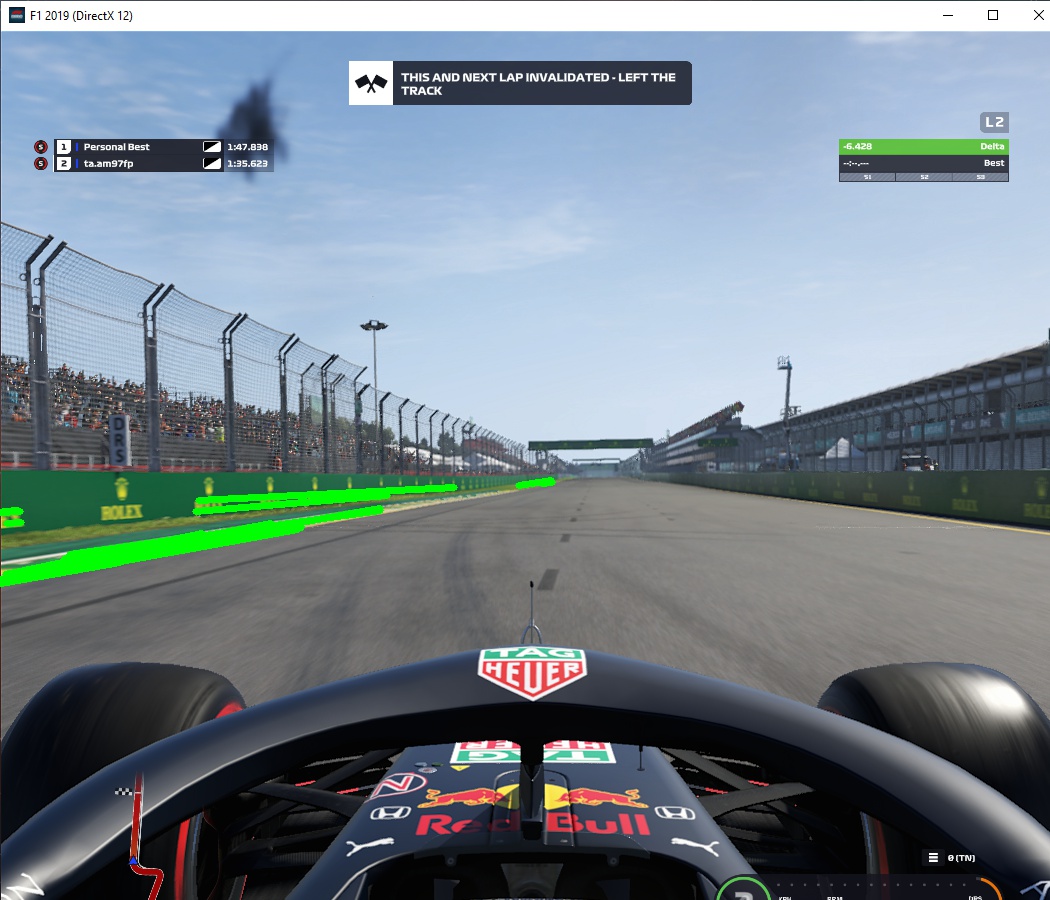 F1 2019 (DirectX 12)
THIS AND NEXT LAP INVALIDATED - LEFT THE
TRACK
L2
S 1 Personal Best 1:47.838
S 2 ta.am97fp 1:35.623
-6.428 Delta
--:--.--- Best
S1 S2 S3
DRS
ROLEX
TAG
HEUER
TAG
HEUER
Red Bull
0 (TN)